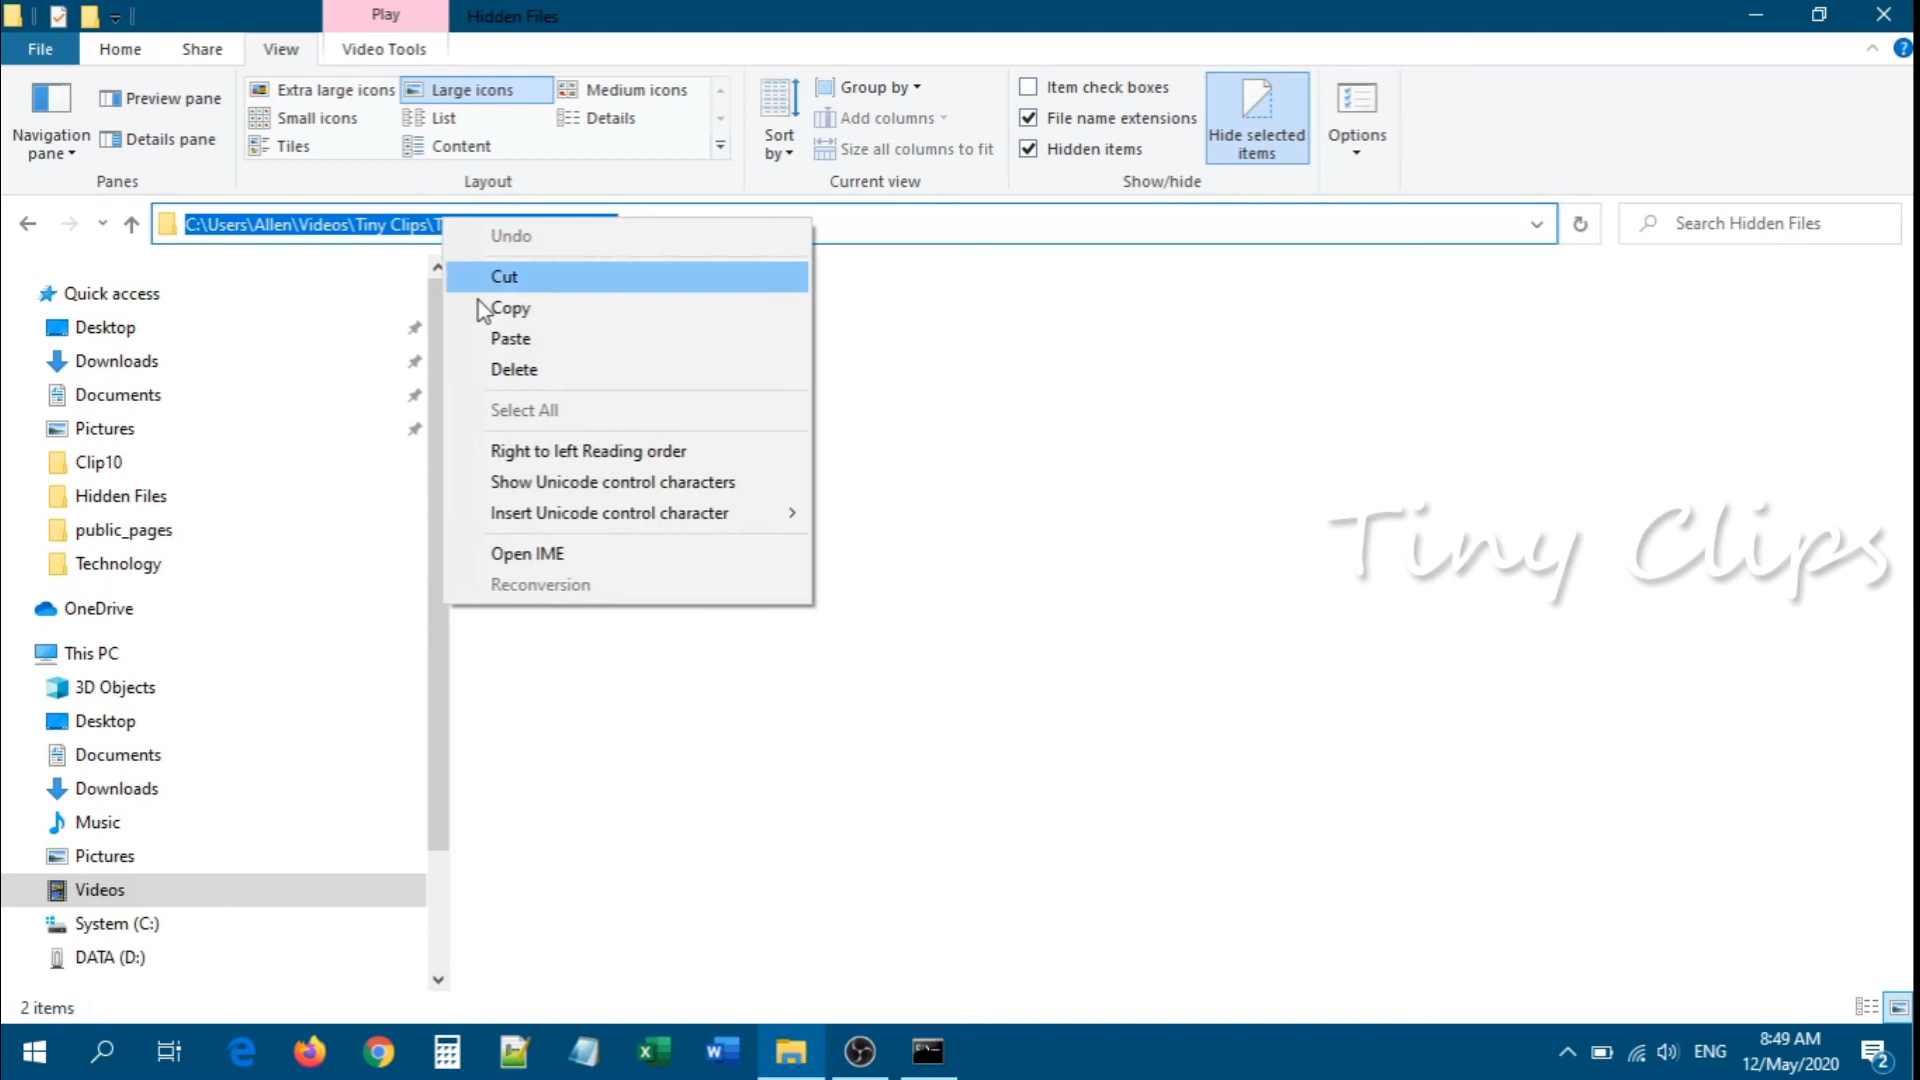 Play
Hidden Files
File
Home
Share
View
Video Tools
Navigation
pane
Preview pane
Details pane
Panes
Extra large icons
Large icons
Medium icons
Small icons
List
Details
Tiles
Content
Layout
Sort
by
Group by
Add columns
Size all columns to fit
Current view
Item check boxes
File name extensions
Hidden items
Hide selected
items
Show/hide
Options
C:\Users\Allen\Videos\Tiny Clips\T
Search Hidden Files
Undo
Cut
Copy
Paste
Delete
Select All
Right to left Reading order
Show Unicode control characters
Insert Unicode control character
Open IME
Reconversion
Quick access
Desktop
Downloads
Documents
Pictures
Clip10
Hidden Files
public_pages
Technology
OneDrive
This PC
3D Objects
Desktop
Documents
Downloads
Music
Pictures
Videos
System (C:)
DATA (D:)
Tiny Clips
2 items
ENG
8:49 AM
12/May/2020
2